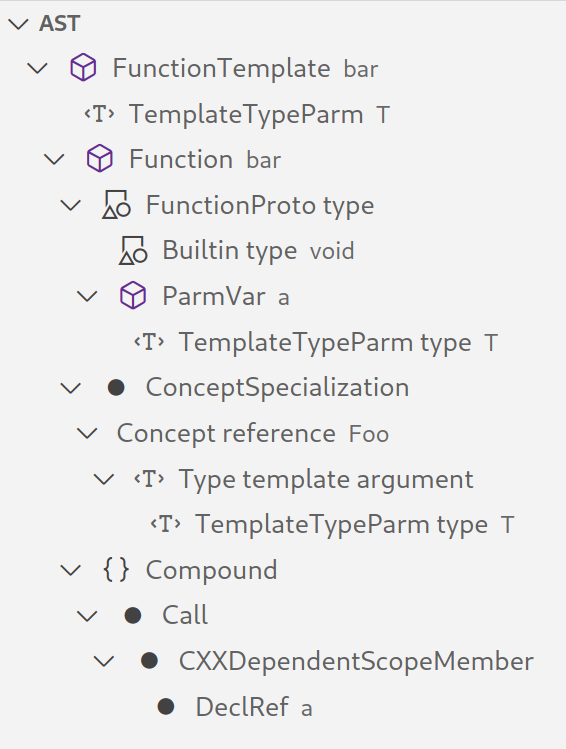 AST
FunctionTemplate bar
<T> TemplateTypeParm T
Function bar
FunctionProto type
Builtin type void
ParmVar a
<T> TemplateTypeParm type T
ConceptSpecialization
Concept reference Foo
<T> Type template argument
<T> TemplateTypeParm type T
{} Compound
Call
CXXDependentScopeMember
DeclRef a